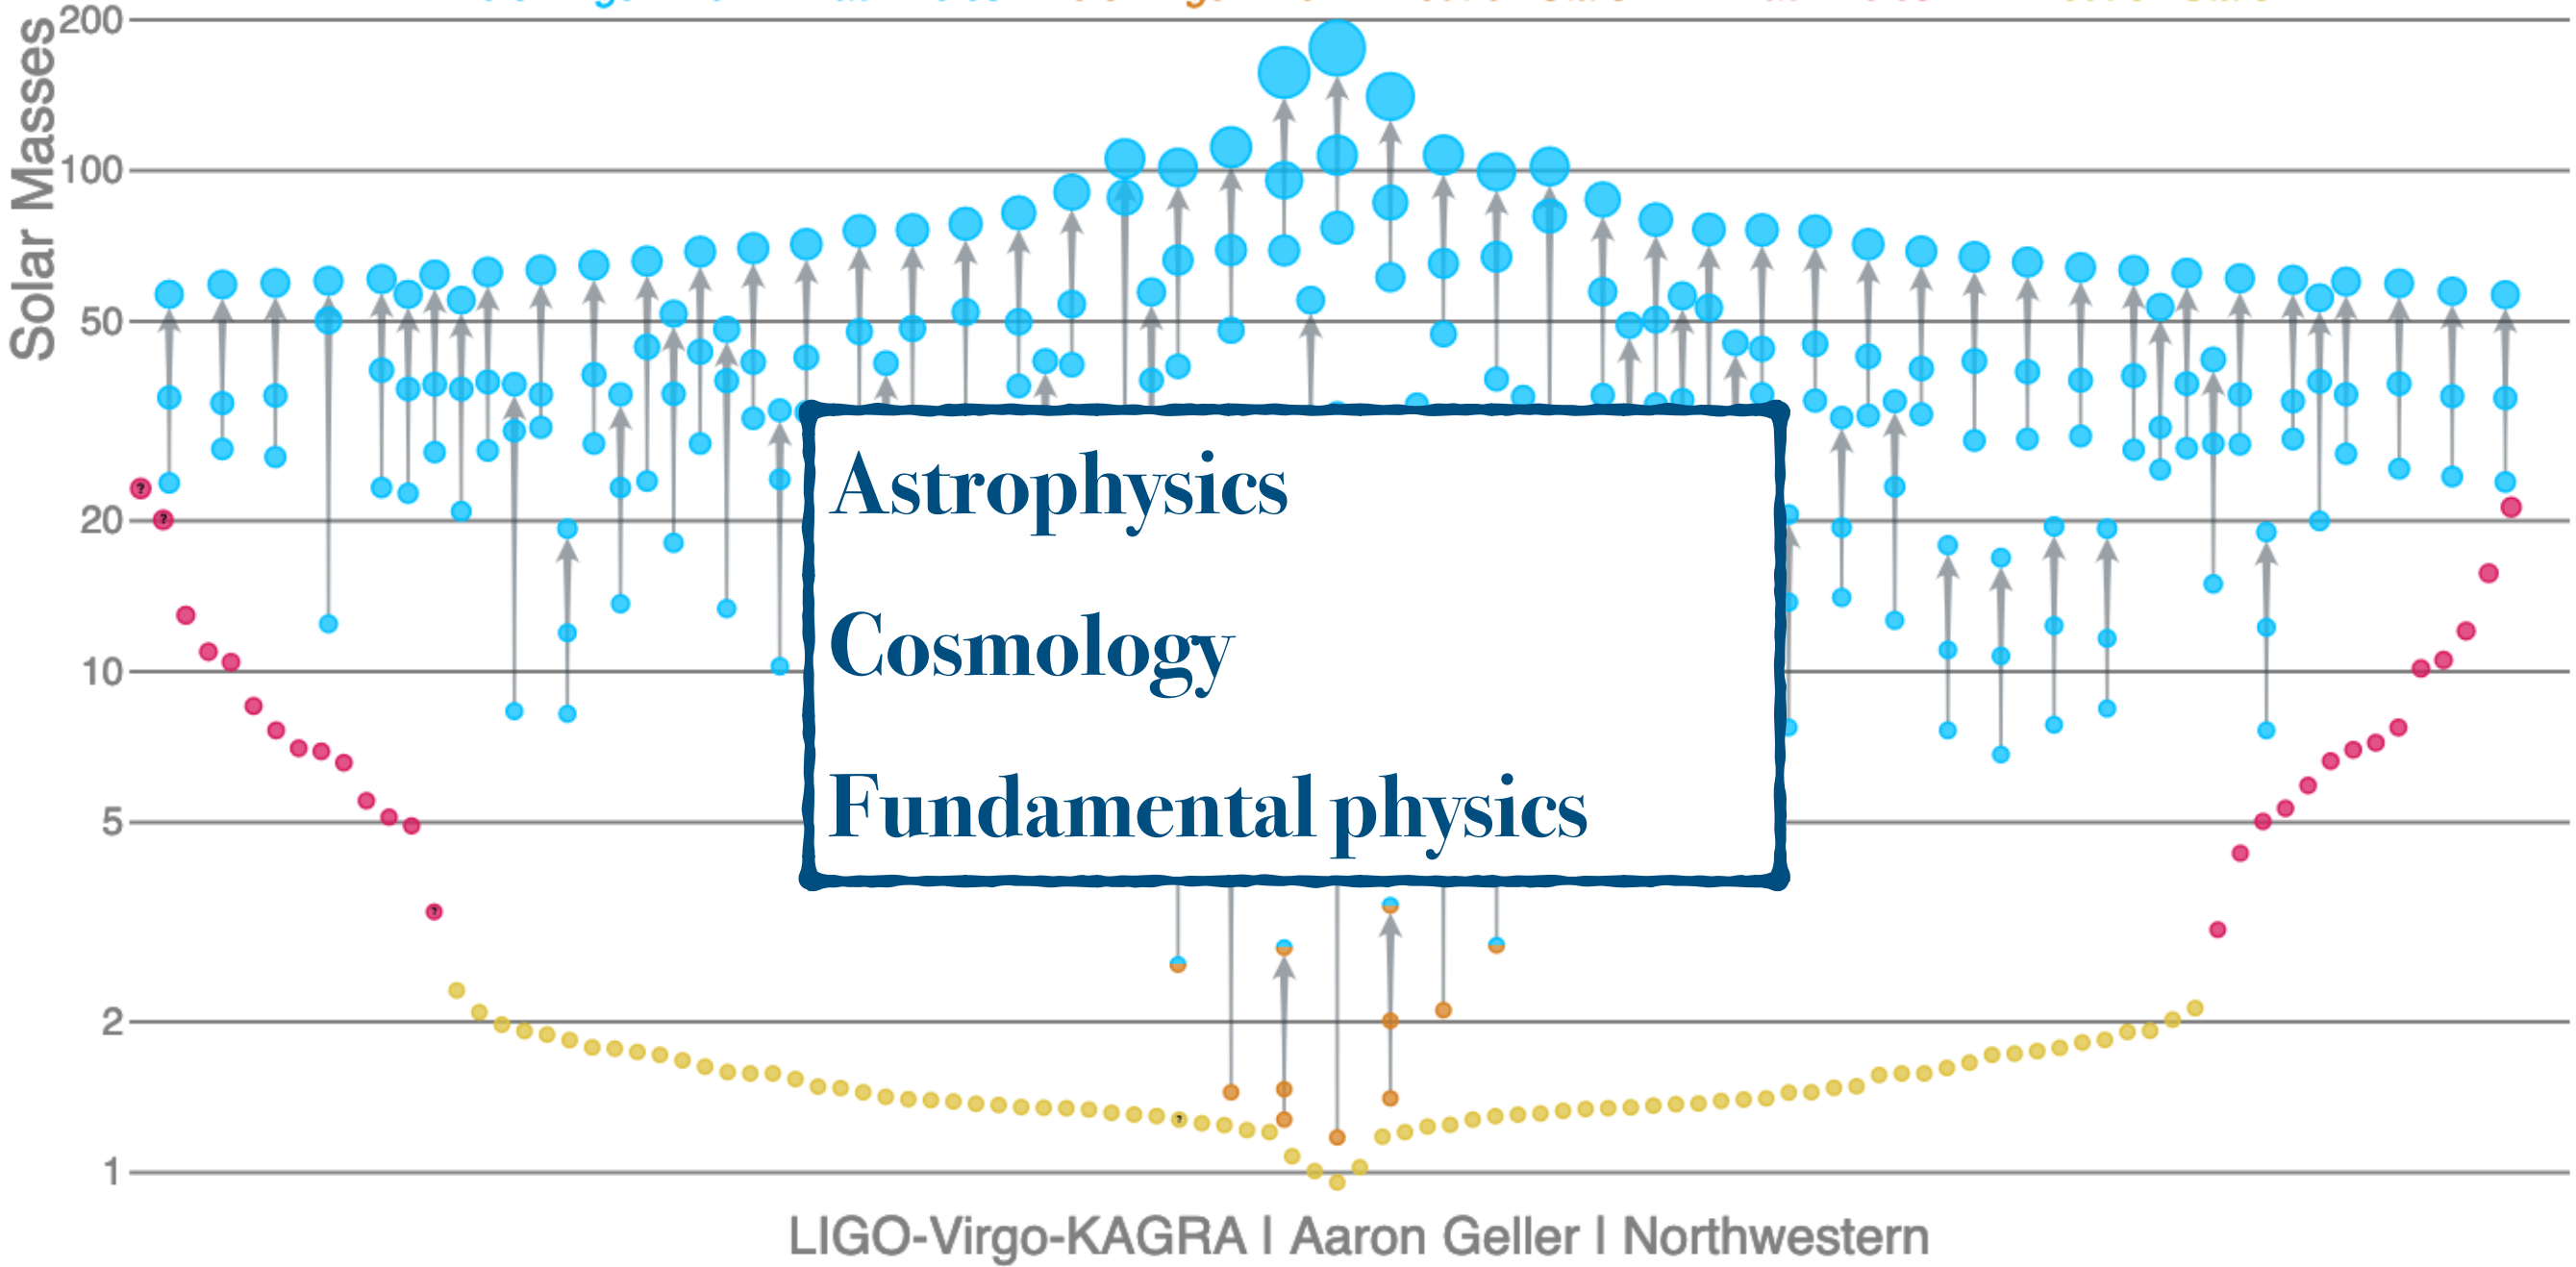 Solar Masses
200
100
50
20
10
5
2
1
Astrophysics
Cosmology
Fundamental physics
LIGO-Virgo-KAGRA | Aaron Geller | Northwestern